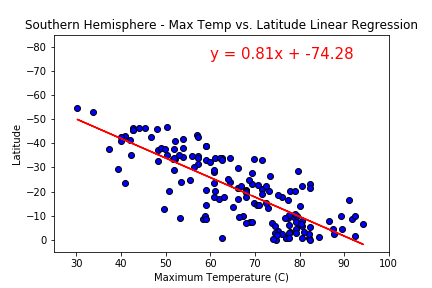 Southern Hemisphere - Max Temp vs. Latitude Linear Regression
y = 0.81x + -74.28
−80
−70
−60
−50
−40
−30
−20
−10
0
Latitude
30 40 50 60 70 80 90 100
Maximum Temperature (C)